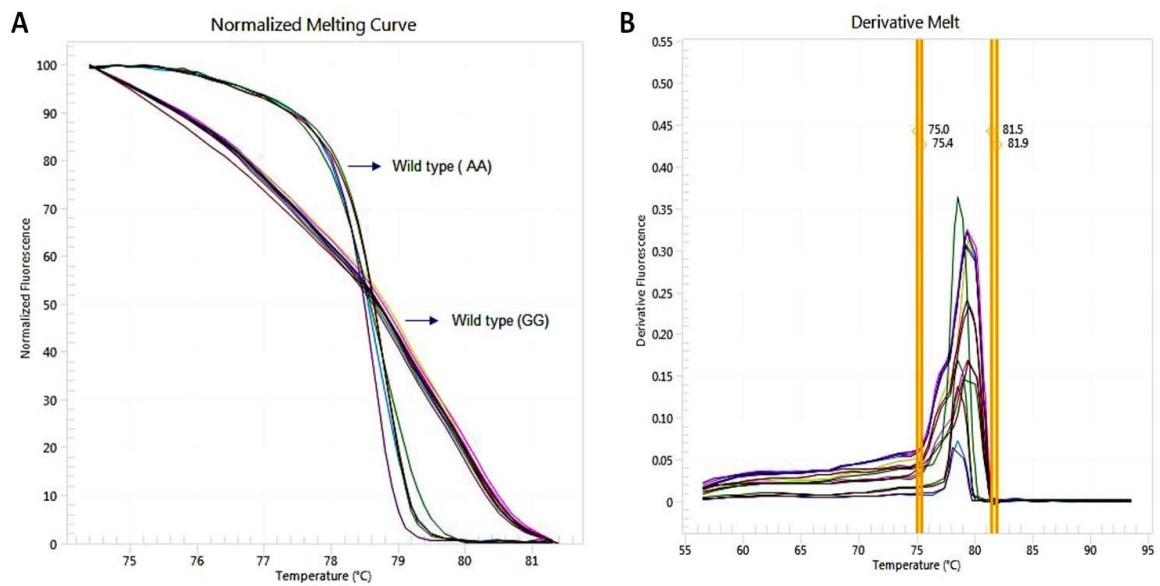 A
Normalized Melting Curve
Normalized Fluorescence
100
90
80
70
60
50
40
30
20
10
0
Wild type ( AA)
Wild type (GG)
75 76 77 78 79 80 81
Temperature (°C)
B
Derivative Melt
Derivative Fluorescence
0.55
0.50
0.45
0.40
0.35
0.30
0.25
0.20
0.15
0.10
0.05
0
75.0 81.5
75.4 81.9
55 60 65 70 75 80 85 90 95
Temperature (°C)